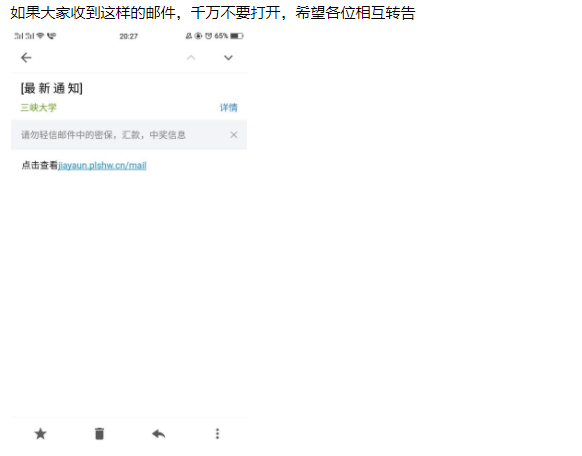 如果大家收到这样的邮件，千万不要打开，希望各位相互转告
20:27 65%
[最 新 通 知]
三峡大学 详情
请勿轻信邮件中的密保，汇款，中奖信息
点击查看jiayaun.plshw.cn/mail